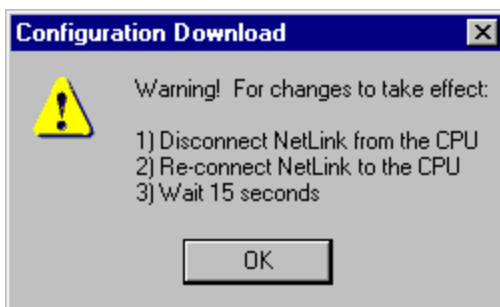 Configuration Download
Warning!  For changes to take effect:
1) Disconnect NetLink from the CPU
2) Re-connect NetLink to the CPU
3) Wait 15 seconds
OK